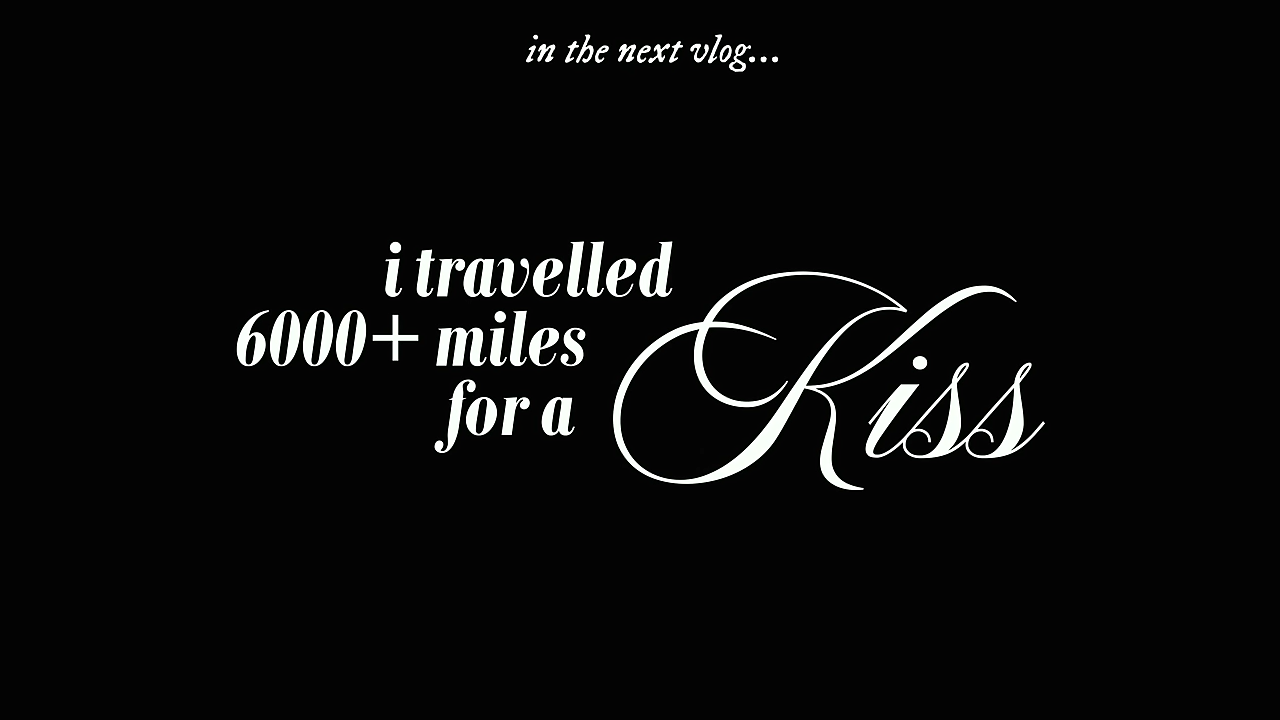 in the next vlog...
i travelled
6000+ miles
for a Kiss